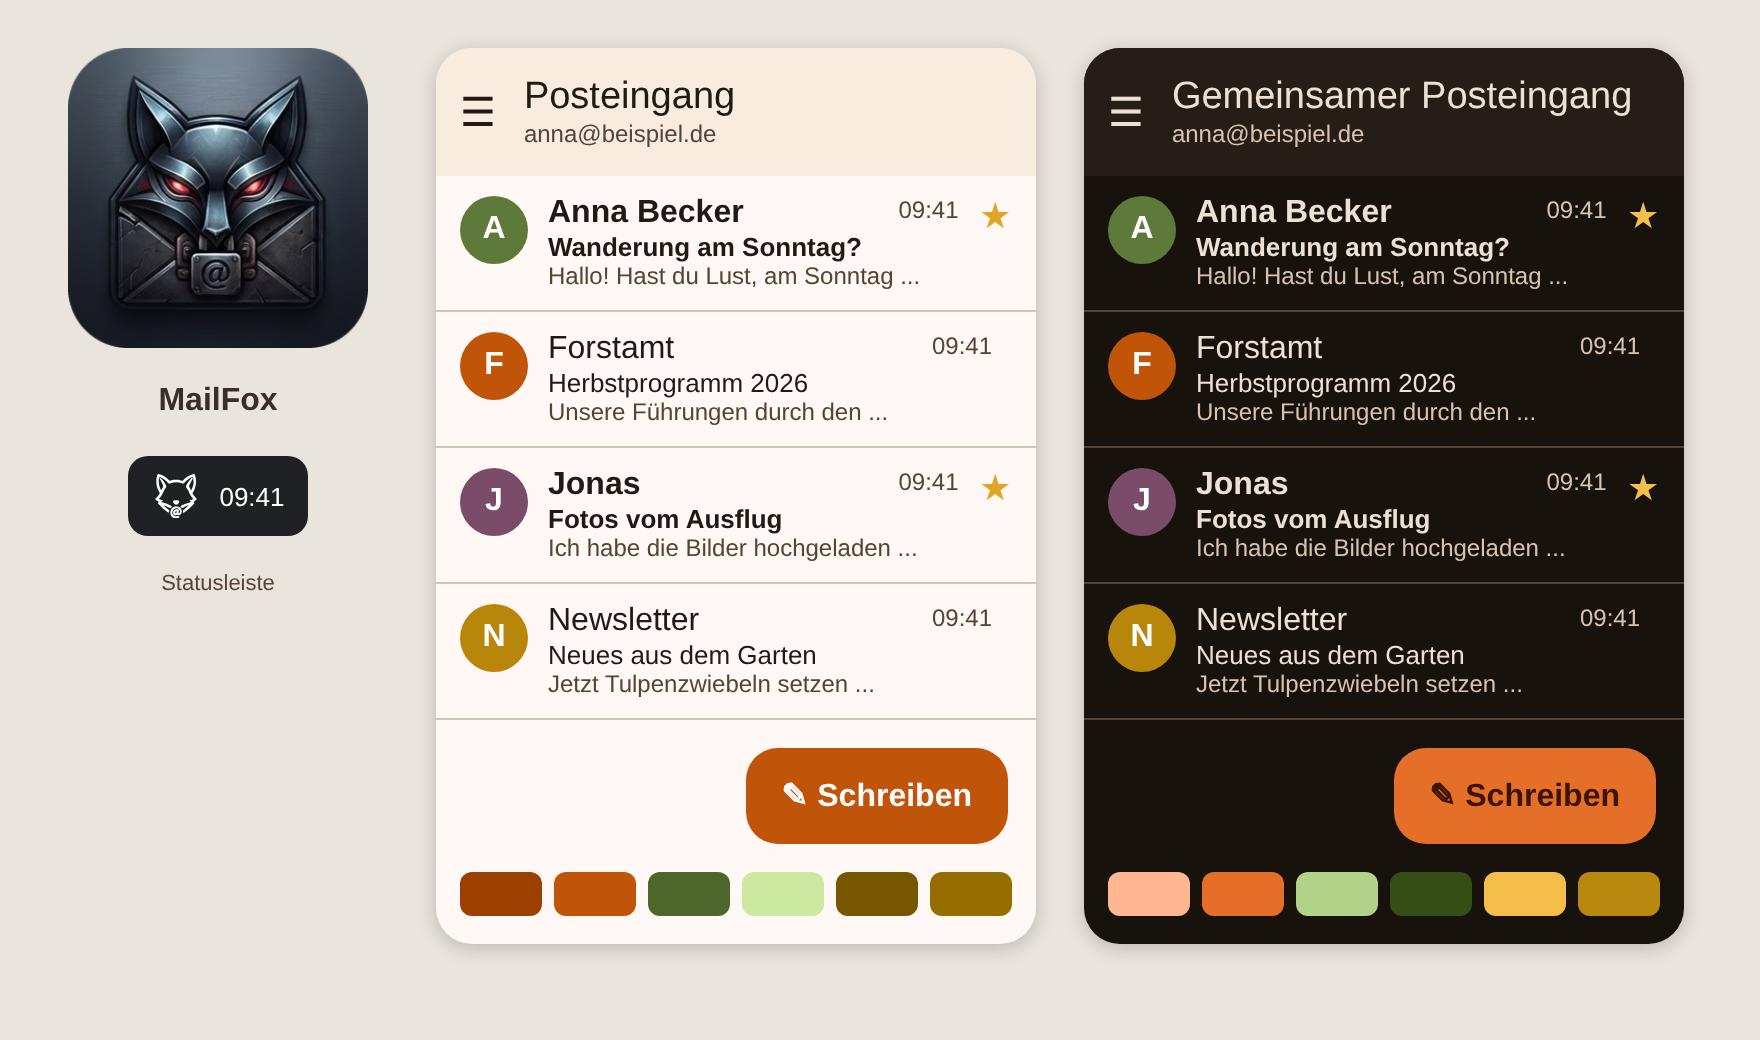 @
MailFox
@ 09:41
Statusleiste
☰ Posteingang
anna@beispiel.de
A Anna Becker 09:41 ★
Wanderung am Sonntag?
Hallo! Hast du Lust, am Sonntag ...
F Forstamt 09:41
Herbstprogramm 2026
Unsere Führungen durch den ...
J Jonas 09:41 ★
Fotos vom Ausflug
Ich habe die Bilder hochgeladen ...
N Newsletter 09:41
Neues aus dem Garten
Jetzt Tulpenzwiebeln setzen ...
✎ Schreiben
☰ Gemeinsamer Posteingang
anna@beispiel.de
A Anna Becker 09:41 ★
Wanderung am Sonntag?
Hallo! Hast du Lust, am Sonntag ...
F Forstamt 09:41
Herbstprogramm 2026
Unsere Führungen durch den ...
J Jonas 09:41 ★
Fotos vom Ausflug
Ich habe die Bilder hochgeladen ...
N Newsletter 09:41
Neues aus dem Garten
Jetzt Tulpenzwiebeln setzen ...
✎ Schreiben